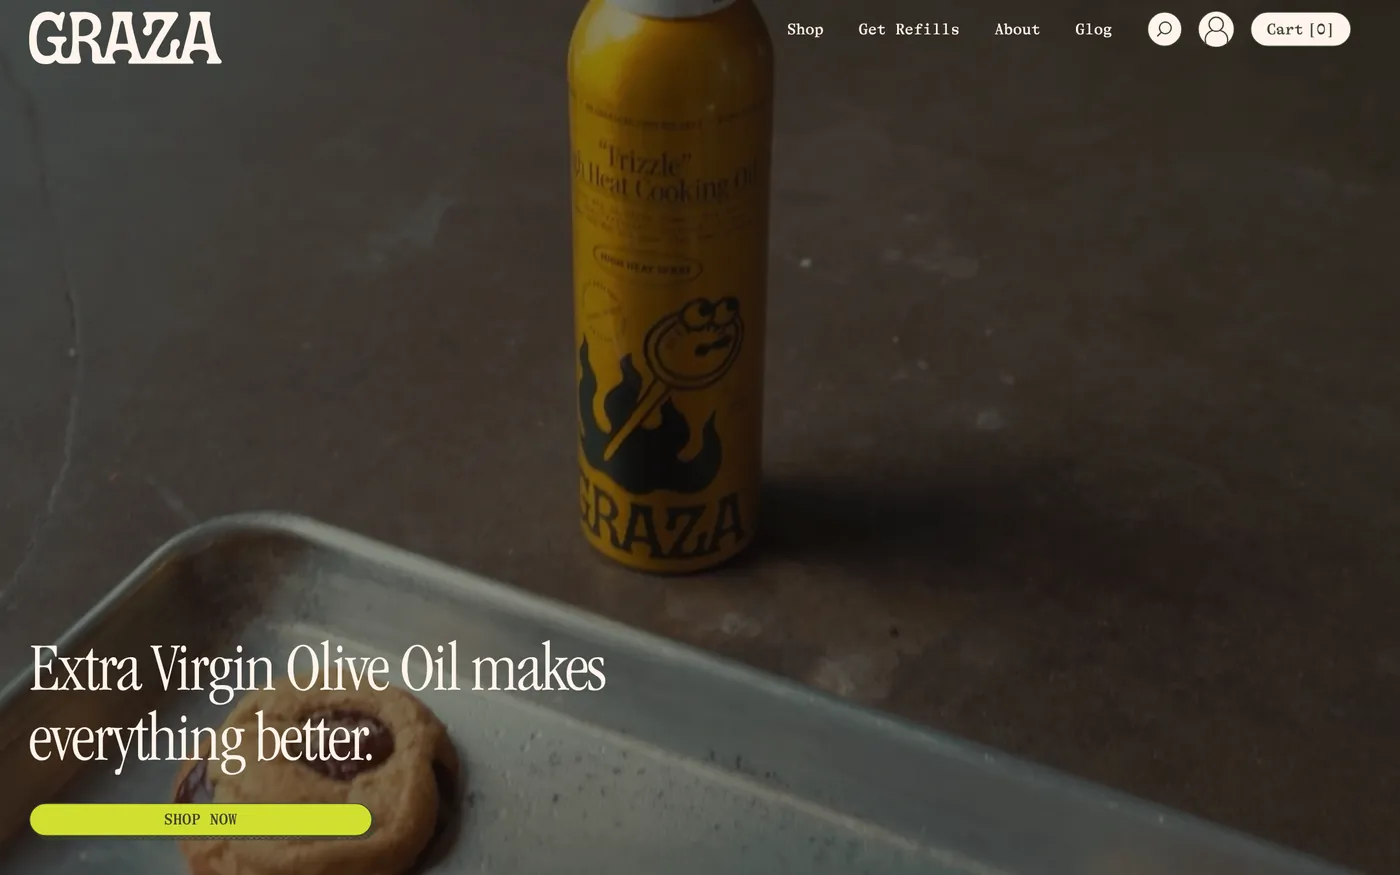 GRAZA
Shop
Get Refills
About
Glog
Cart [0]
"Frizzle"
gh Heat Cooking Oil
HIGH HEAT SPRAY
GRAZA
Extra Virgin Olive Oil makes
everything better.
SHOP NOW